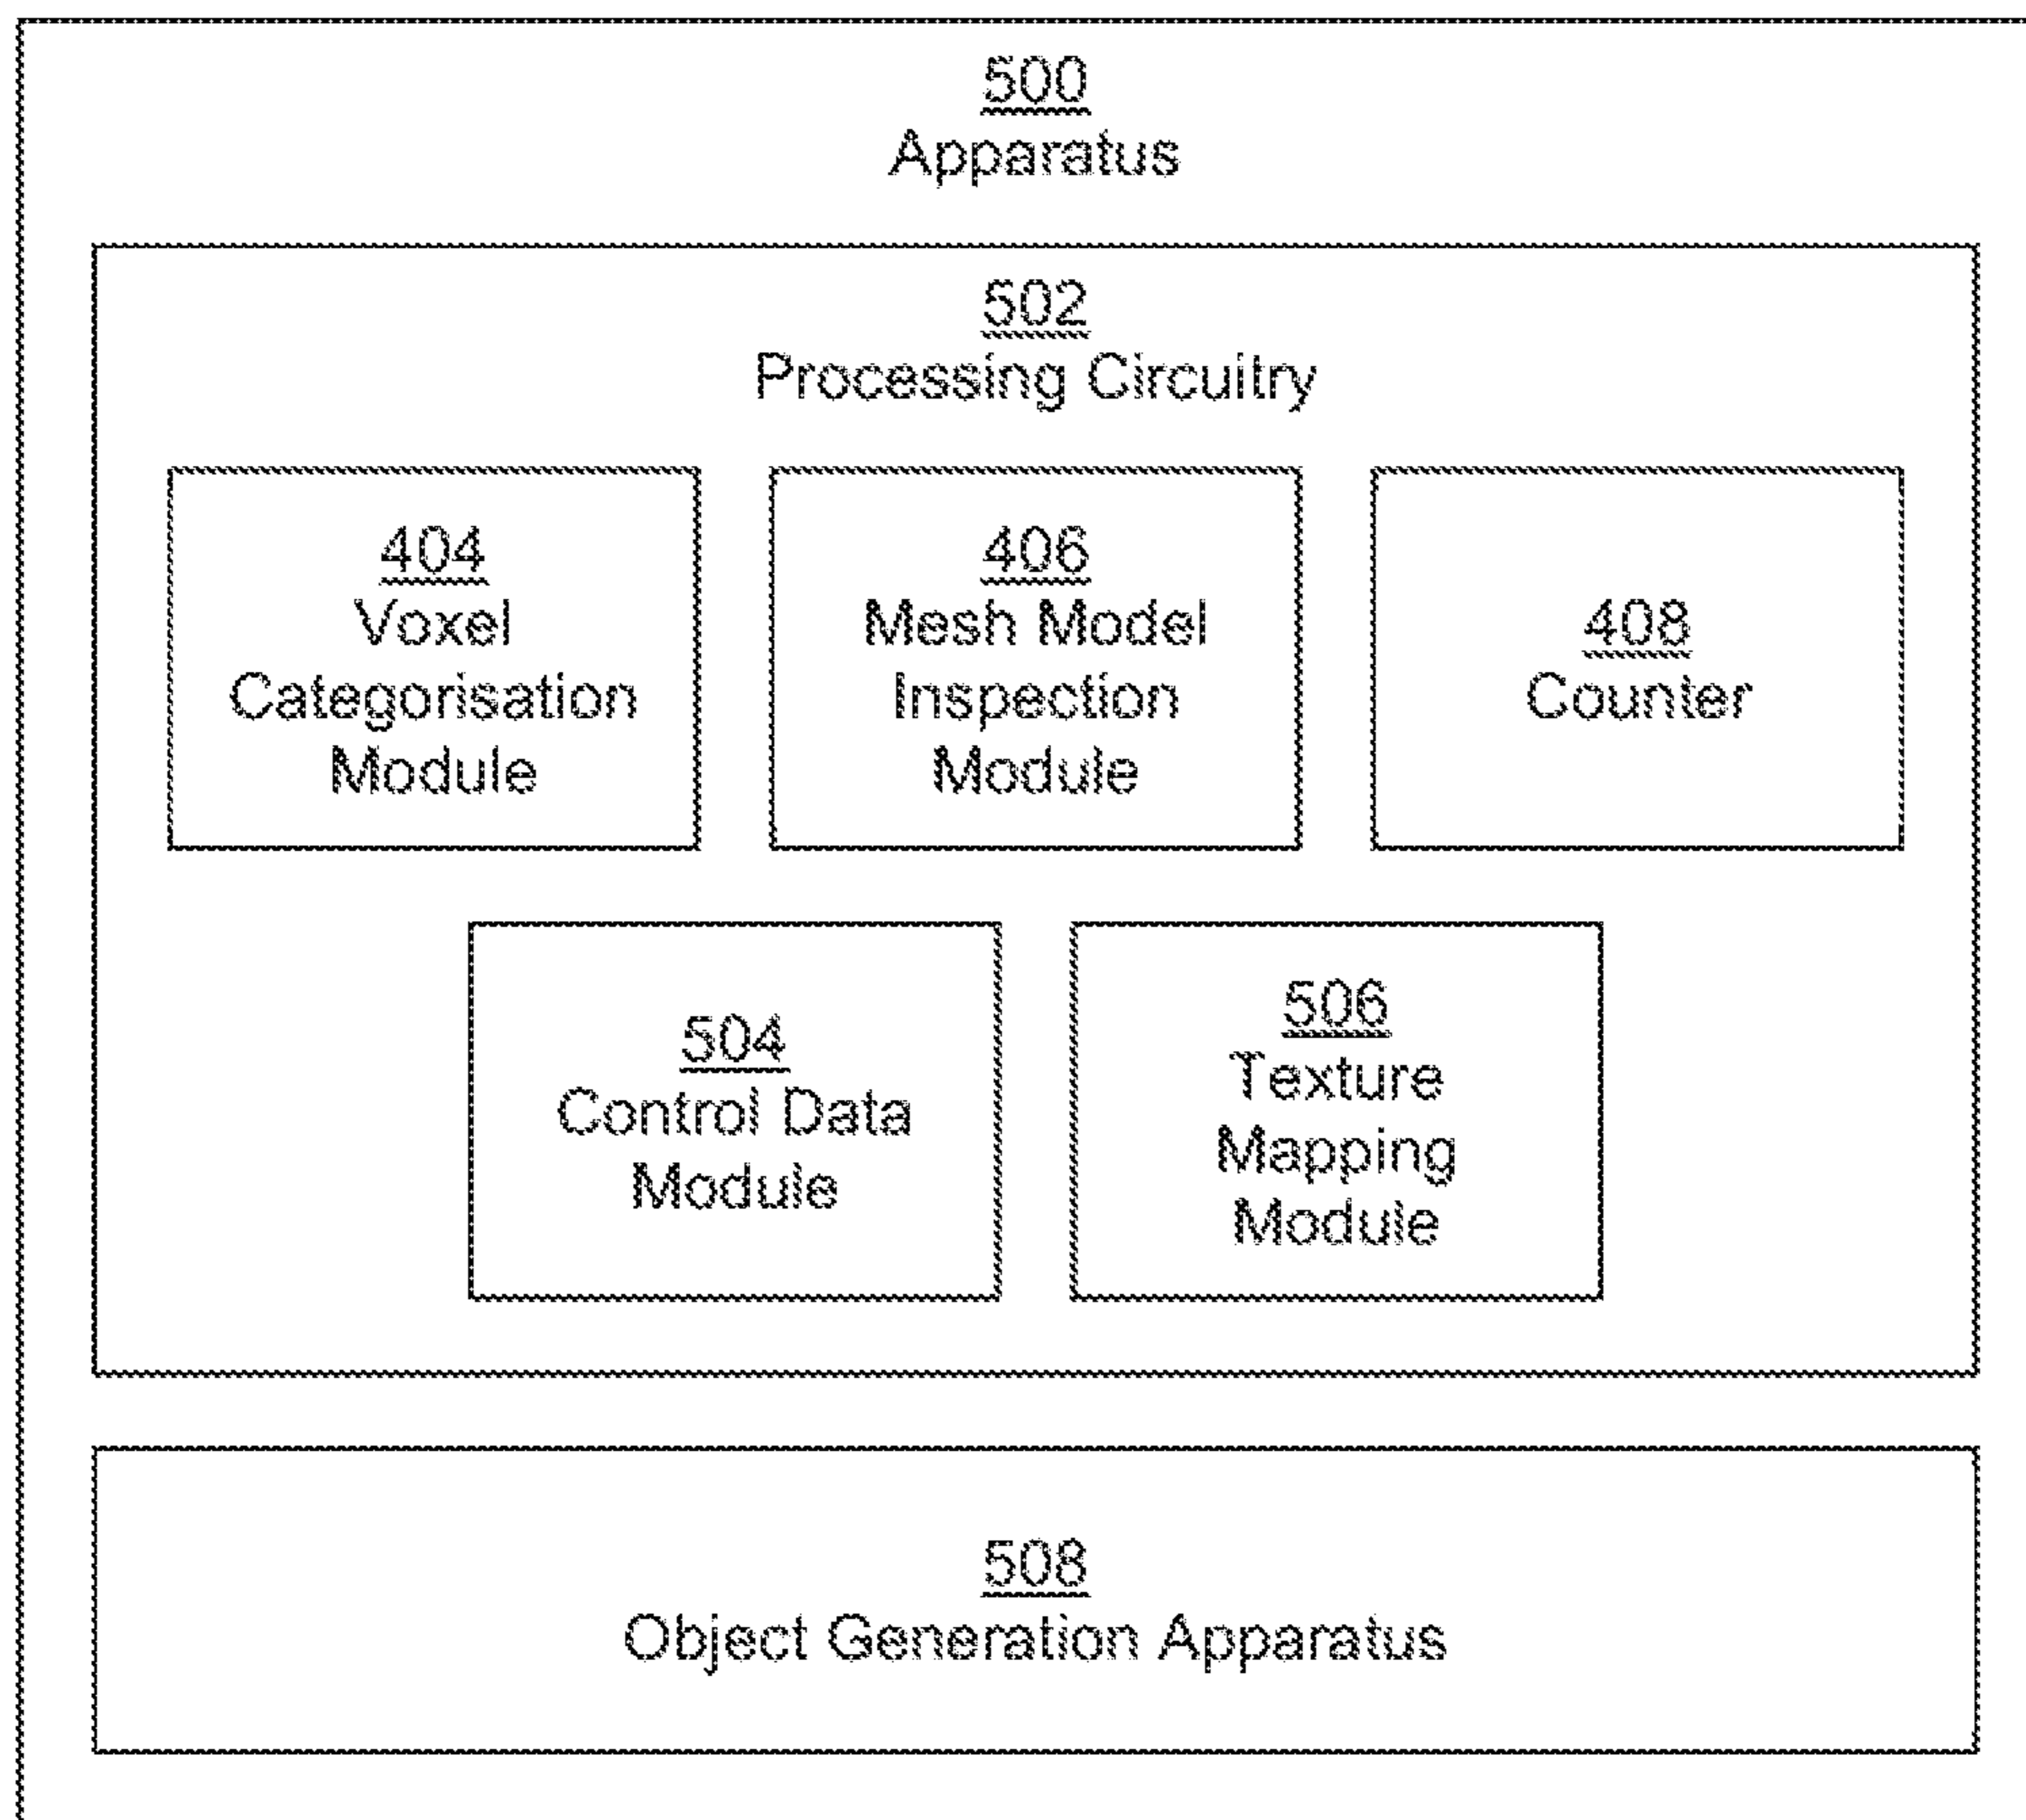 500
Apparatus
502
Processing Circuitry
404
Voxel
Categorisation
Module
406
Mesh Model
Inspection
Module
408
Counter
504
Control Data
Module
506
Texture
Mapping
Module
508
Object Generation Apparatus